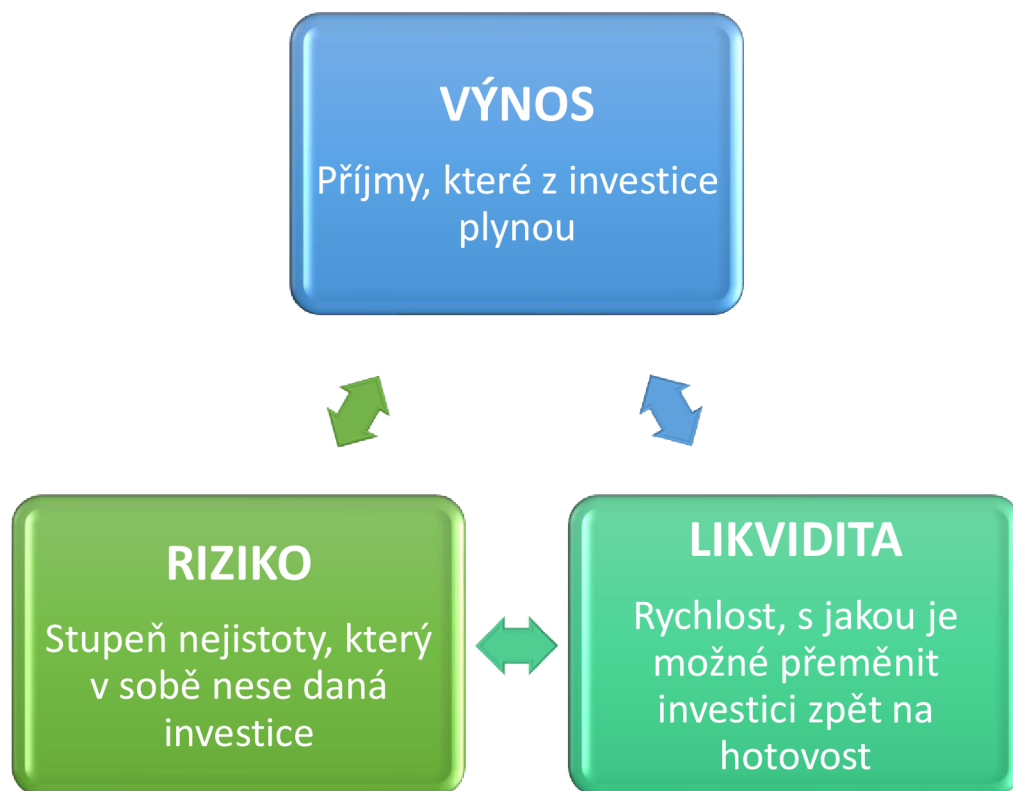 VÝNOS
Příjmy, které z investice
plynou
RIZIKO
Stupeň nejistoty, který
v sobě nese daná
investice
LIKVIDITA
Rychlost, s jakou je
možné přeměnit
investici zpět na
hotovost